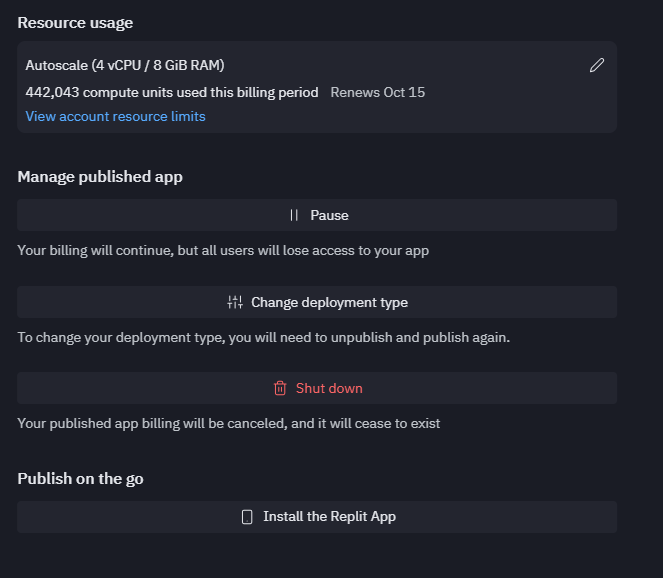 Resource usage
Autoscale (4 vCPU / 8 GiB RAM)
442,043 compute units used this billing period Renews Oct 15
View account resource limits
Manage published app
Pause
Your billing will continue, but all users will lose access to your app
Change deployment type
To change your deployment type, you will need to unpublish and publish again.
Shut down
Your published app billing will be canceled, and it will cease to exist
Publish on the go
Install the Replit App